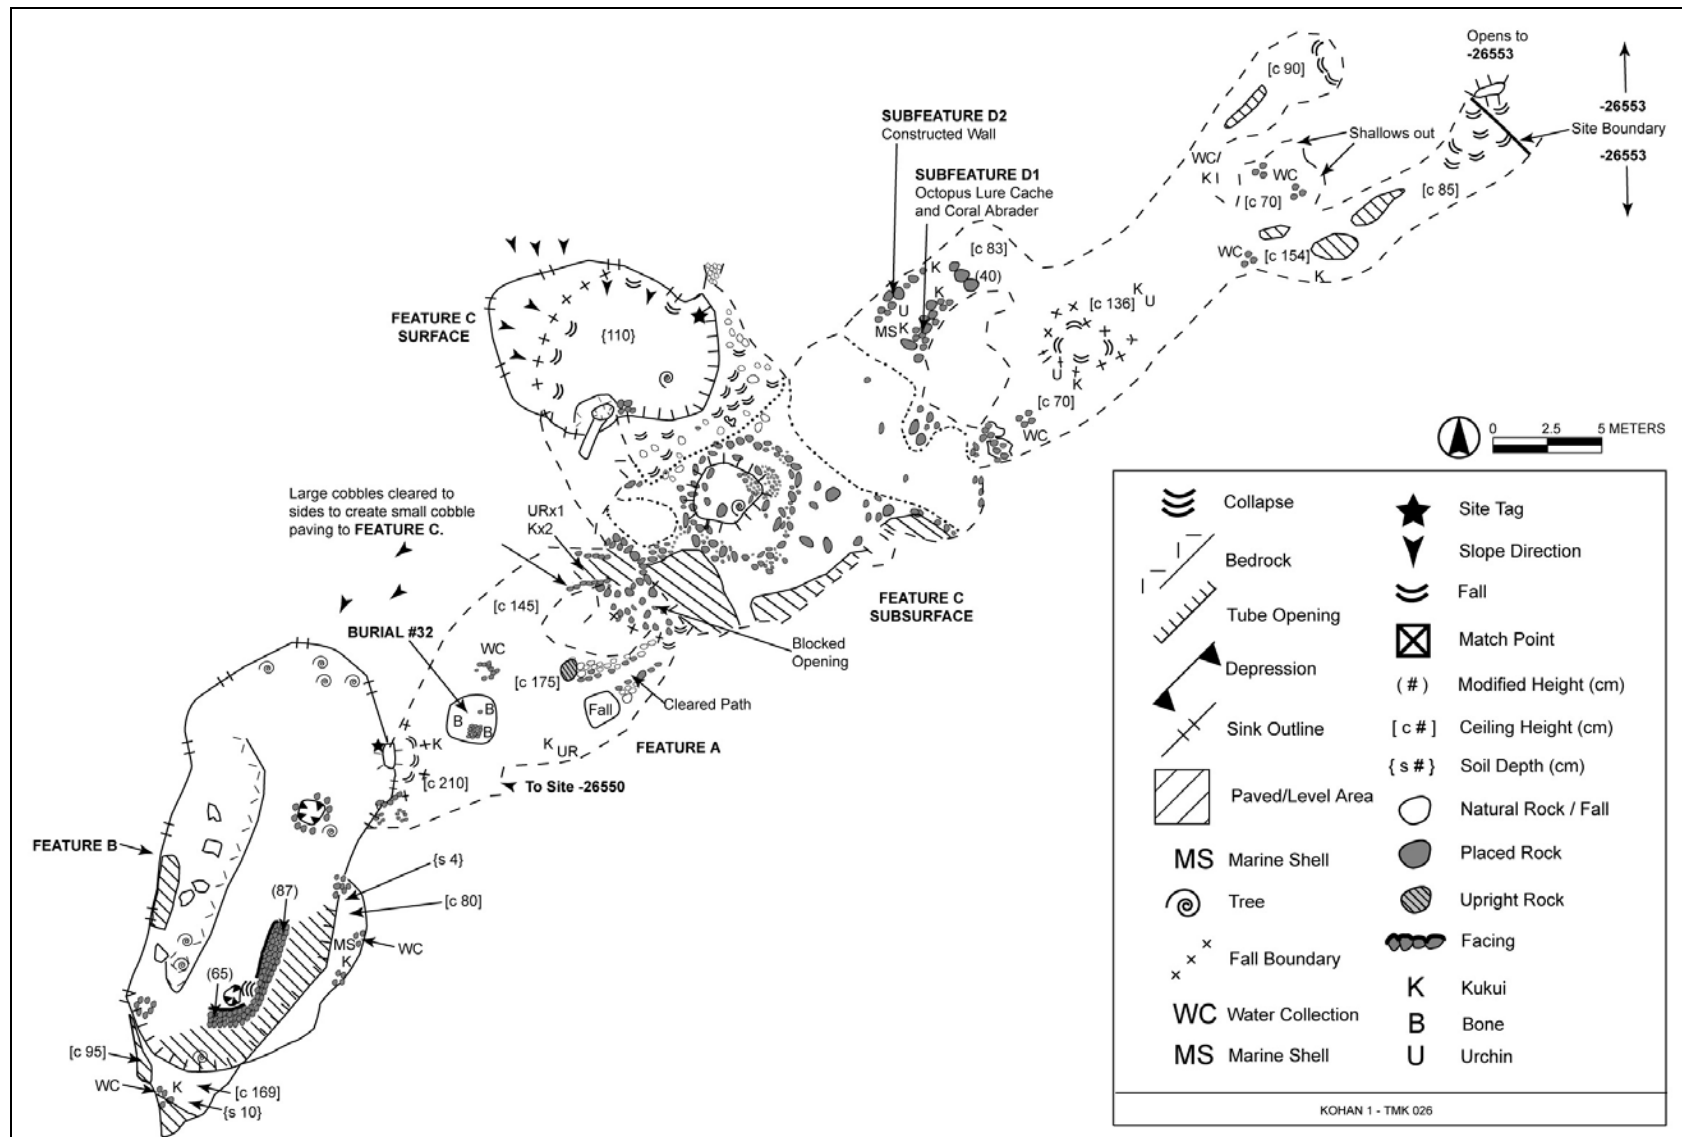 Opens to
-26553
[c 90]
-26553
Site Boundary
-26553
Shallows out
SUBFEATURE D2
Constructed Wall
SUBFEATURE D1
Octopus Lure Cache
and Coral Abrader
WC/
K
WC
[c 70]
[c 85]
WC
[c 154]
K
[c 83]
(40)
K
K
U
K
MS
[c 136]
K
U
U
K
[c 70]
WC
FEATURE C
SURFACE
{110}
0 2.5 5 METERS
Large cobbles cleared to
sides to create small cobble
paving to FEATURE C.
URx1
Kx2
[c 145]
FEATURE C
SUBSURFACE
Blocked
Opening
BURIAL #32
WC
[c 175]
Cleared Path
Fall
B
B
B
K
UR
FEATURE A
K
[c 210]
To Site -26550
FEATURE B
{s 4}
[c 80]
(87)
MS
WC
K
(65)
[c 95]
WC
K
[c 169]
{s 10}
Collapse
Bedrock
Tube Opening
Depression
Sink Outline
Paved/Level Area
MS Marine Shell
Tree
Fall Boundary
WC Water Collection
MS Marine Shell
Site Tag
Slope Direction
Fall
Match Point
(#) Modified Height (cm)
[ c #] Ceiling Height (cm)
{ s #} Soil Depth (cm)
Natural Rock / Fall
Placed Rock
Upright Rock
Facing
K Kukui
B Bone
U Urchin
KOHAN 1 - TMK 026